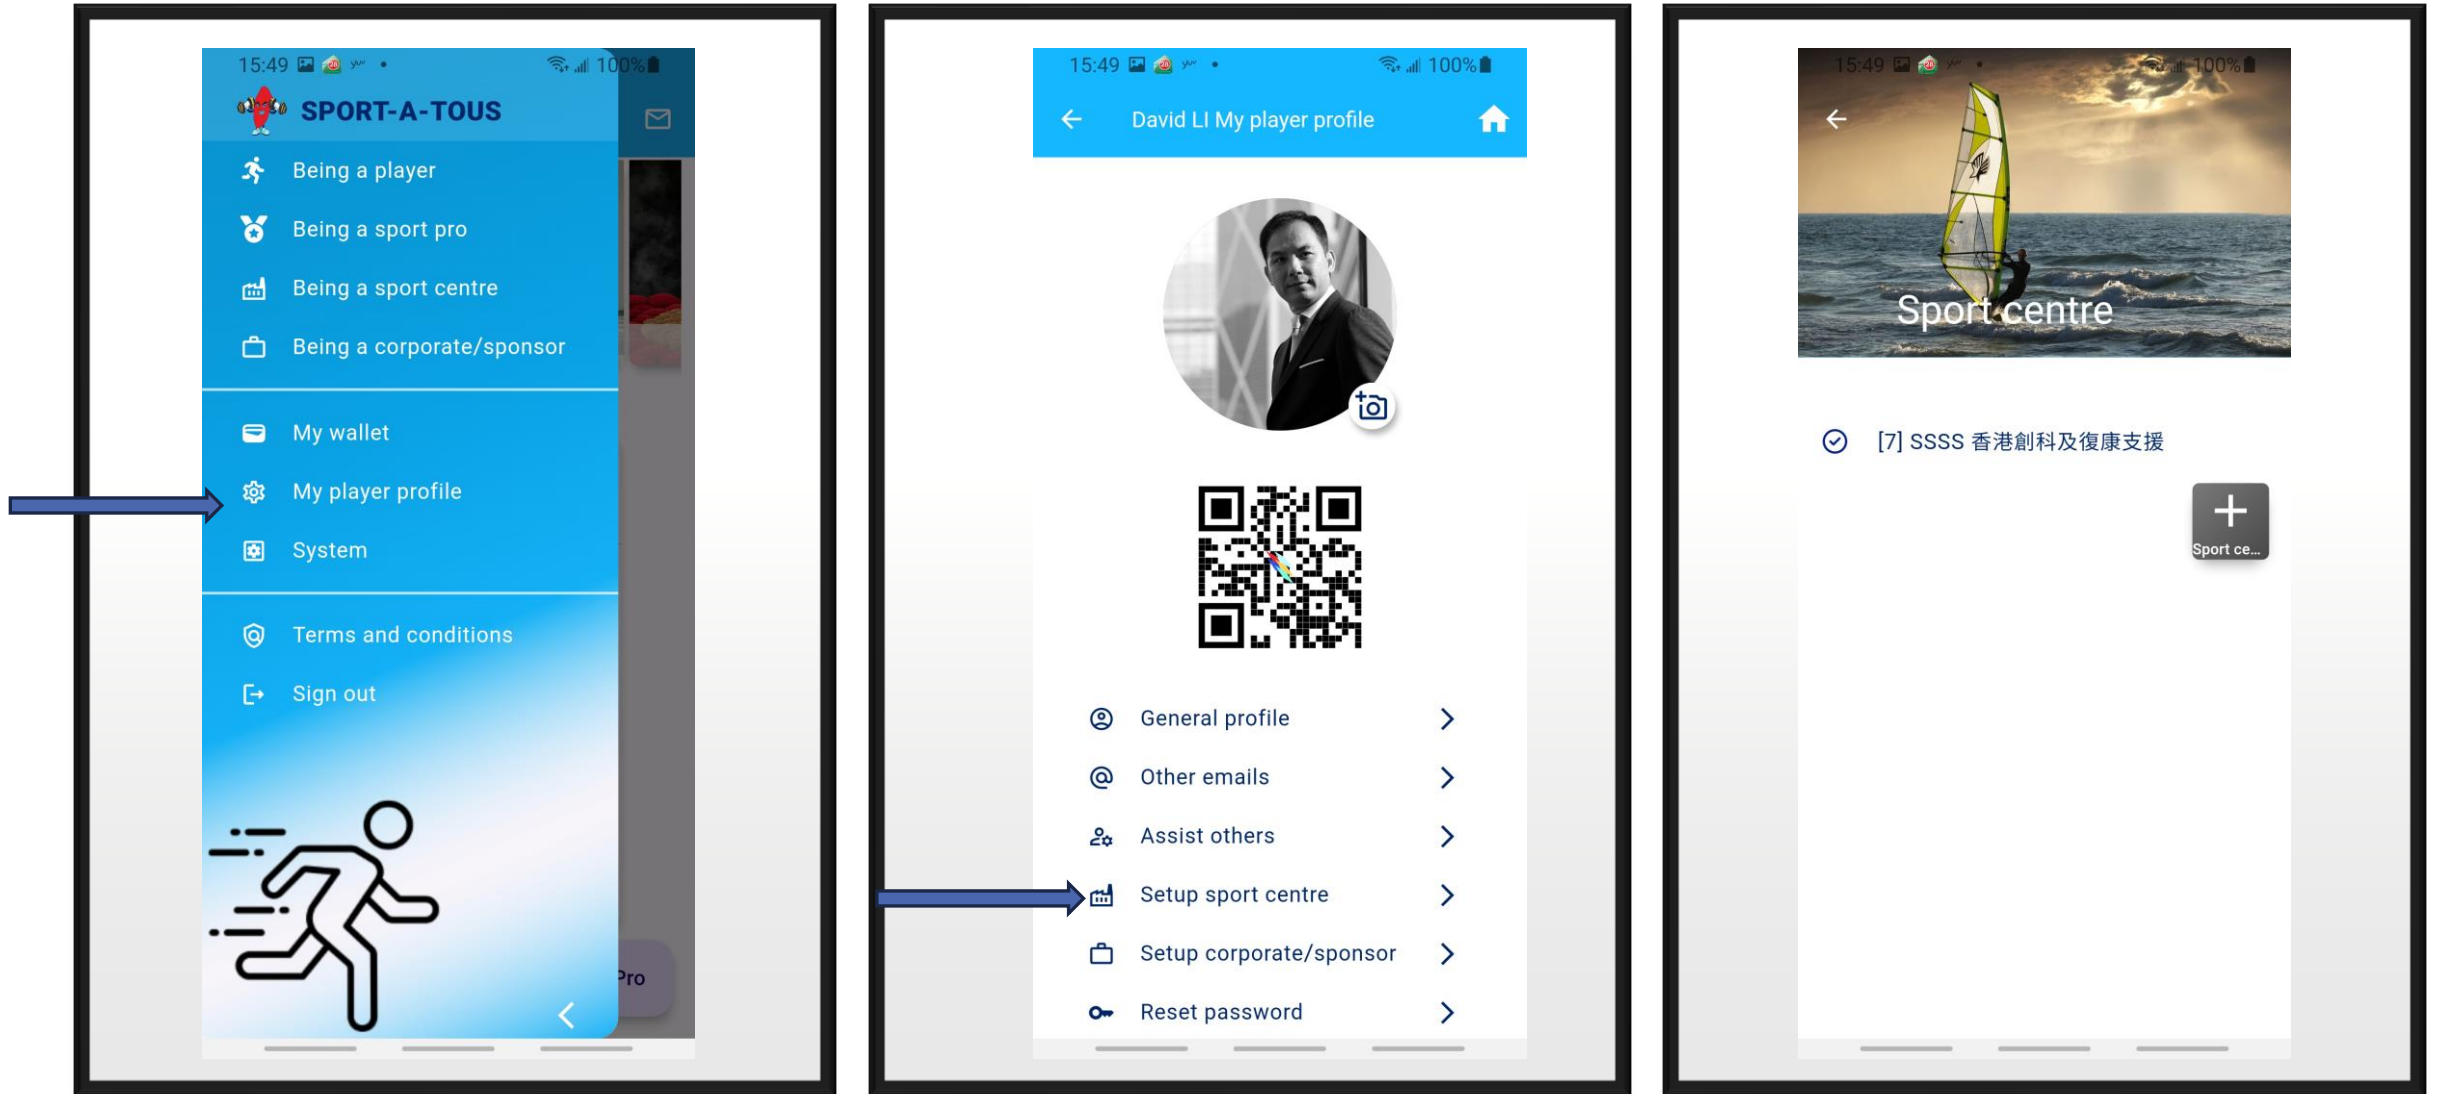 15:49
100%
SPORT-A-TOUS
Being a player
Being a sport pro
Being a sport centre
Being a corporate/sponsor
My wallet
My player profile
System
Terms and conditions
Sign out
Pro
15:49
100%
David LI My player profile
General profile
Other emails
Assist others
Setup sport centre
Setup corporate/sponsor
Reset password
15:49
100%
Sport centre
[7] SSSS 香港創科及復康支援
Sport ce...